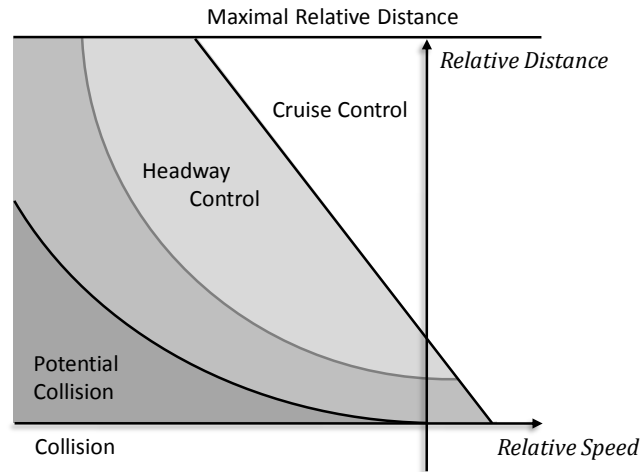 Maximal Relative Distance
Relative Distance
Cruise Control
Headway
Control
Potential
Collision
Collision
Relative Speed